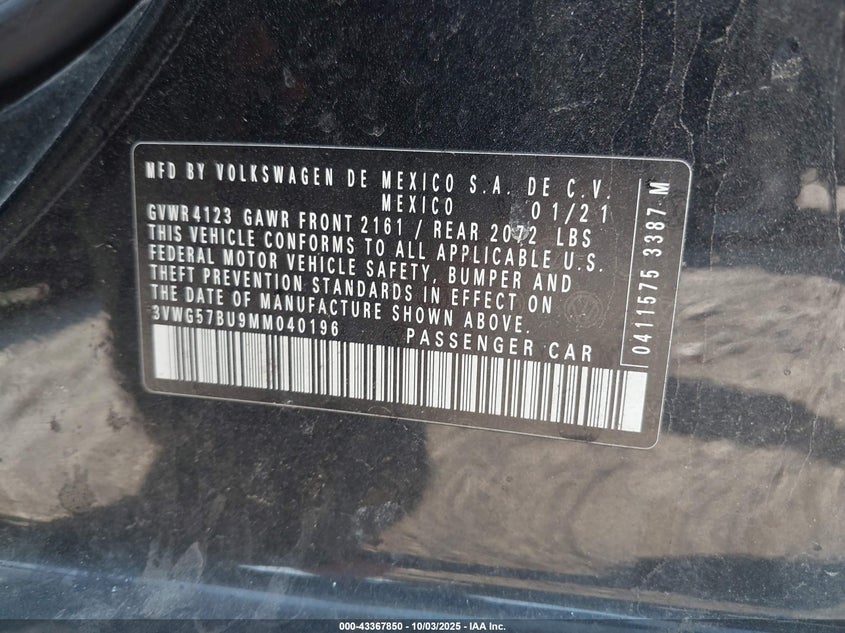 MFD BY VOLKSWAGEN DE MEXICO S.A. DE C.V.
MEXICO 01/21
GVWR4123 GAWR FRONT 2161 / REAR 2072 LBS
THIS VEHICLE CONFORMS TO ALL APPLICABLE U.S.
FEDERAL MOTOR VEHICLE SAFETY, BUMPER AND
THEFT PREVENTION STANDARDS IN EFFECT ON
THE DATE OF MANUFACTURE SHOWN ABOVE.
3VWG57BU9MM040196 PASSENGER CAR
0411575 3387 M
000-43367850 - 10/03/2025 - IAA Inc.